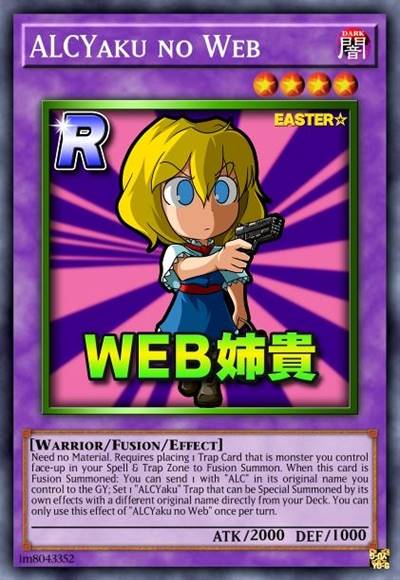 ALCYaku no Web
DARK
闇
R
EASTER☆
WEB姉貴
[Warrior/Fusion/Effect]
Need no Material. Requires placing 1 Trap Card that is monster you control
face-up in your Spell & Trap Zone to Fusion Summon. When this card is
Fusion Summoned: You can send 1 with "ALC" in its original name you
control to the GY; Set 1 "ALCYaku" Trap that can be Special Summoned by its
own effects with a different original name directly from your Deck. You can
only use this effect of "ALCYaku no Web" once per turn.
ATK/2000 DEF/1000
im8043352